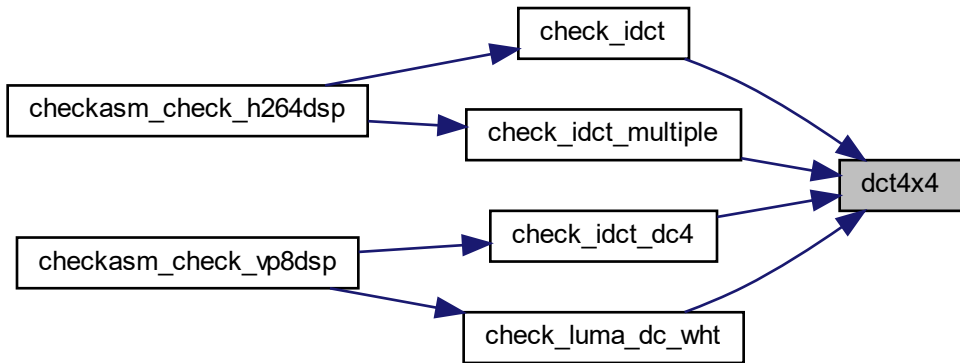 check_idct
checkasm_check_h264dsp
check_idct_multiple
dct4x4
check_idct_dc4
checkasm_check_vp8dsp
check_luma_dc_wht